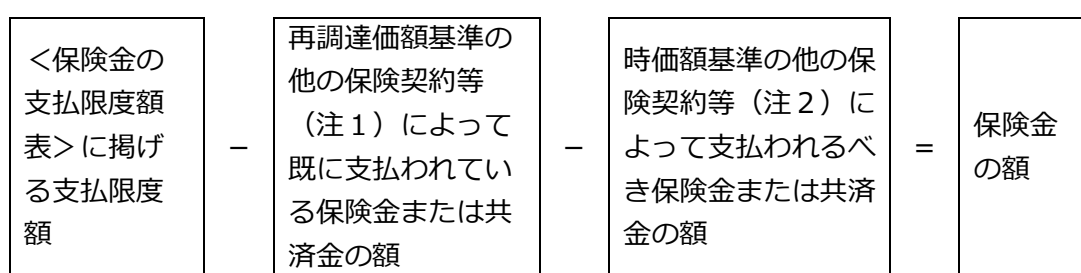 ＜保険金の
支払限度額
表＞に掲げ
る支払限度
額
－
再調達価額基準の
他の保険契約等
（注１）によって
既に支払われてい
る保険金または共
済金の額
－
時価額基準の他の保
険契約等（注２）に
よって支払われるべ
き保険金または共済
金の額
＝
保険金
の額